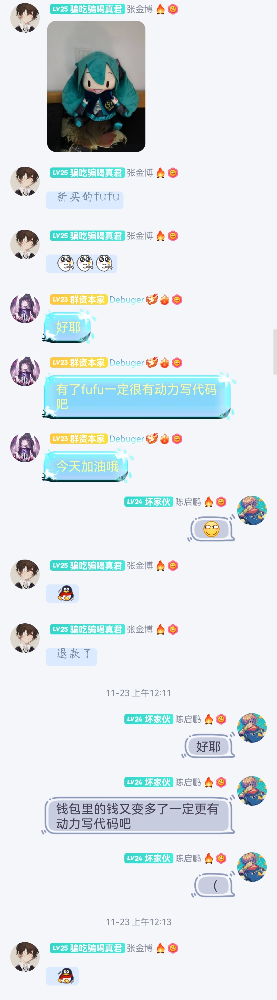 LV25 骗吃骗喝真君 张金博
LV25 骗吃骗喝真君 张金博
新买的fufu
LV25 骗吃骗喝真君 张金博
LV23 群资本家 Debuger
好耶
LV23 群资本家 Debuger
有了fufu一定很有动力写代码
吧
LV23 群资本家 Debuger
今天加油哦
LV24 坏家伙 陈启鹏
LV25 骗吃骗喝真君 张金博
LV25 骗吃骗喝真君 张金博
退款了
11-23 上午12:11
LV24 坏家伙 陈启鹏
好耶
LV24 坏家伙 陈启鹏
钱包里的钱又变多了一定更有
动力写代码吧
LV24 坏家伙 陈启鹏
（
11-23 上午12:13
LV25 骗吃骗喝真君 张金博